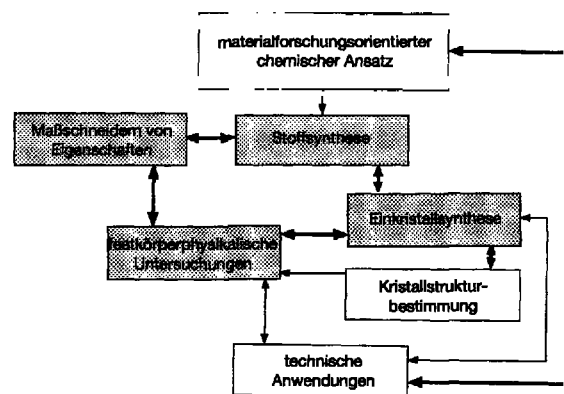 materialforschungsorientierter
chemischer Ansatz
Maßschneidern von
Eigenschaften
Stoffsynthese
Einkristallsynthese
festkörperphysikalische
Untersuchungen
Kristallstruktur-
bestimmung
technische
Anwendungen